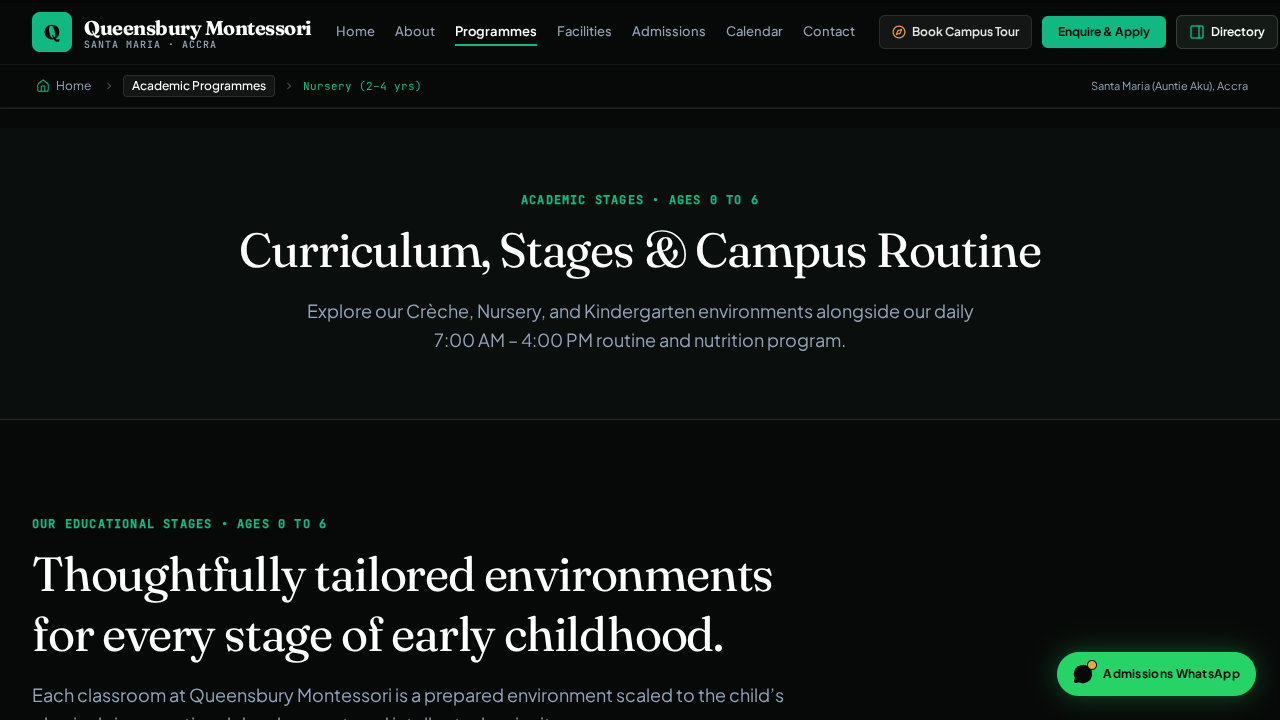 Q
Queensbury Montessori
SANTA MARIA · ACCRA
Home About Programmes Facilities Admissions Calendar Contact
Book Campus Tour
Enquire & Apply
Directory
Home > Academic Programmes > Nursery (2–4 yrs)
Santa Maria (Auntie Aku), Accra
ACADEMIC STAGES • AGES 0 TO 6
Curriculum, Stages & Campus Routine
Explore our Crèche, Nursery, and Kindergarten environments alongside our daily
7:00 AM – 4:00 PM routine and nutrition program.
OUR EDUCATIONAL STAGES • AGES 0 TO 6
Thoughtfully tailored environments
for every stage of early childhood.
Each classroom at Queensbury Montessori is a prepared environment scaled to the child’s
Admissions WhatsApp